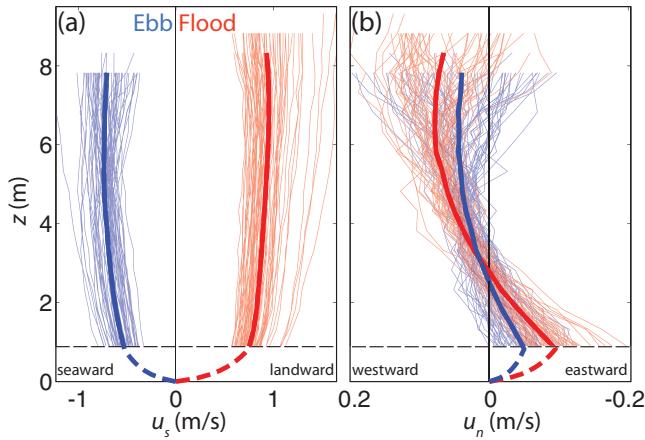 (a) Ebb Flood (b)
8
6
4
2
0
z (m)
seaward landward westward eastward
-1 0 1 0.2 0 -0.2
u_s (m/s) u_n (m/s)